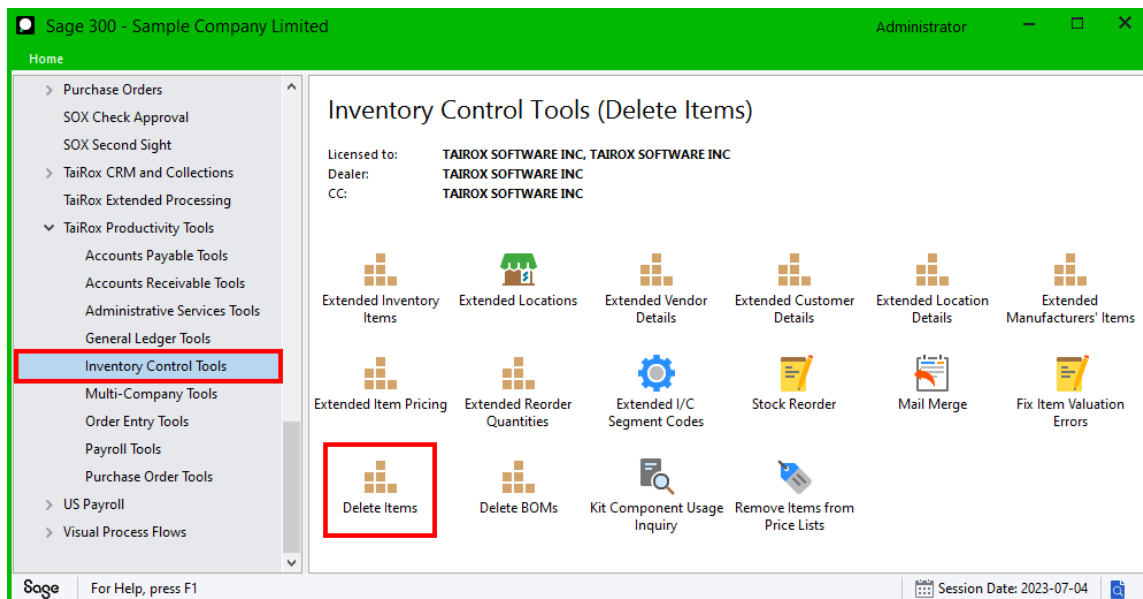 Sage 300 - Sample Company Limited
Administrator
Home
Purchase Orders
SOX Check Approval
SOX Second Sight
TaiRox CRM and Collections
TaiRox Extended Processing
TaiRox Productivity Tools
Accounts Payable Tools
Accounts Receivable Tools
Administrative Services Tools
General Ledger Tools
Inventory Control Tools
Multi-Company Tools
Order Entry Tools
Payroll Tools
Purchase Order Tools
US Payroll
Visual Process Flows
Inventory Control Tools (Delete Items)
Licensed to: TAIROX SOFTWARE INC, TAIROX SOFTWARE INC
Dealer: TAIROX SOFTWARE INC
CC: TAIROX SOFTWARE INC
Extended Inventory
Items
Extended Locations
Extended Vendor
Details
Extended Customer
Details
Extended Location
Details
Extended
Manufacturers' Items
Extended Item Pricing
Extended Reorder
Quantities
Extended I/C
Segment Codes
Stock Reorder
Mail Merge
Fix Item Valuation
Errors
Delete Items
Delete BOMs
Kit Component Usage
Inquiry
Remove Items from
Price Lists
Sage
For Help, press F1
Session Date: 2023-07-04